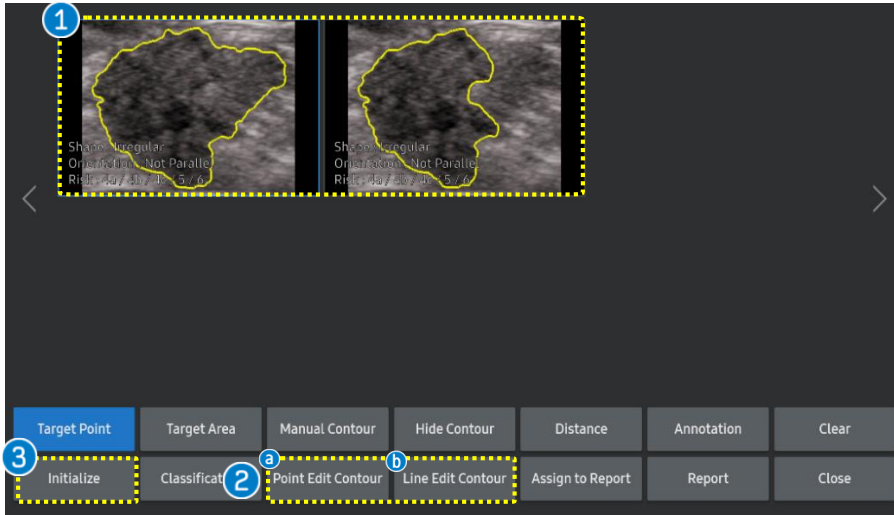 1
Shape: Irregular
Orientation: Not Paralle
Risk: 4a / 4b / 4c / 5 / 6
Shape: Irregular
Orientation: Not Paralle
Risk: 4a / 4b / 4c / 5 / 6
Target Point
Target Area
Manual Contour
Hide Contour
Distance
Annotation
Clear
3
Initialize
Classificat
2
a
Point Edit Contour
b
Line Edit Contour
Assign to Report
Report
Close